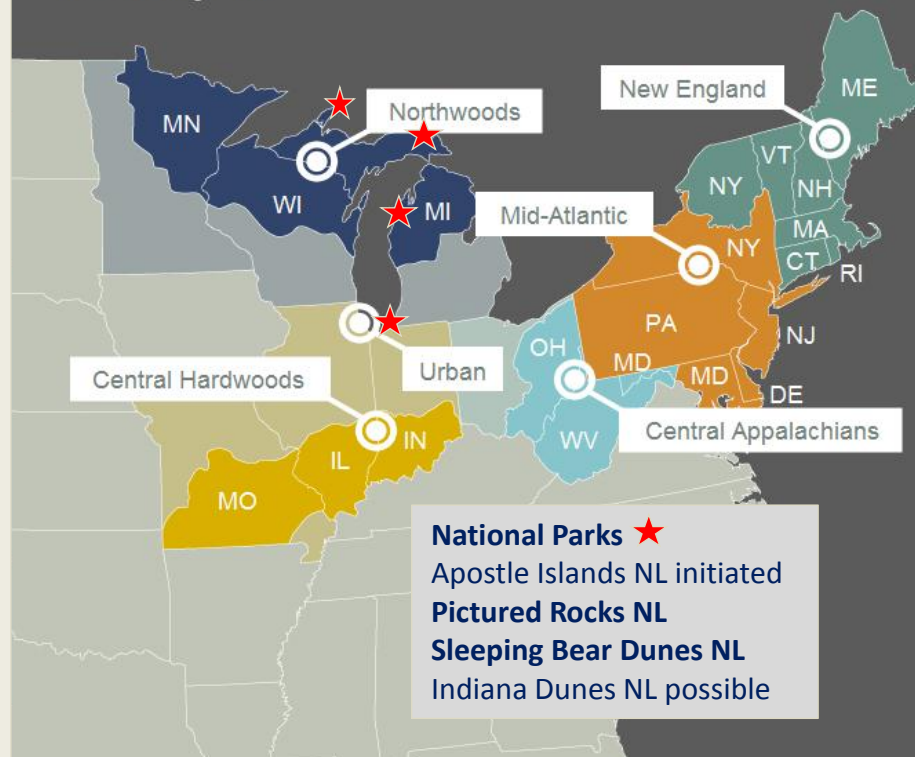 ME
New England
Northwoods
MN
VT
NY
NH
WI
MI
Mid-Atlantic
MA
NY
CT
RI
PA
NJ
OH
Urban
MD
MD
Central Hardwoods
DE
IN
WV
Central Appalachians
IL
MO
National Parks
Apostle Islands NL initiated
Pictured Rocks NL
Sleeping Bear Dunes NL
Indiana Dunes NL possible